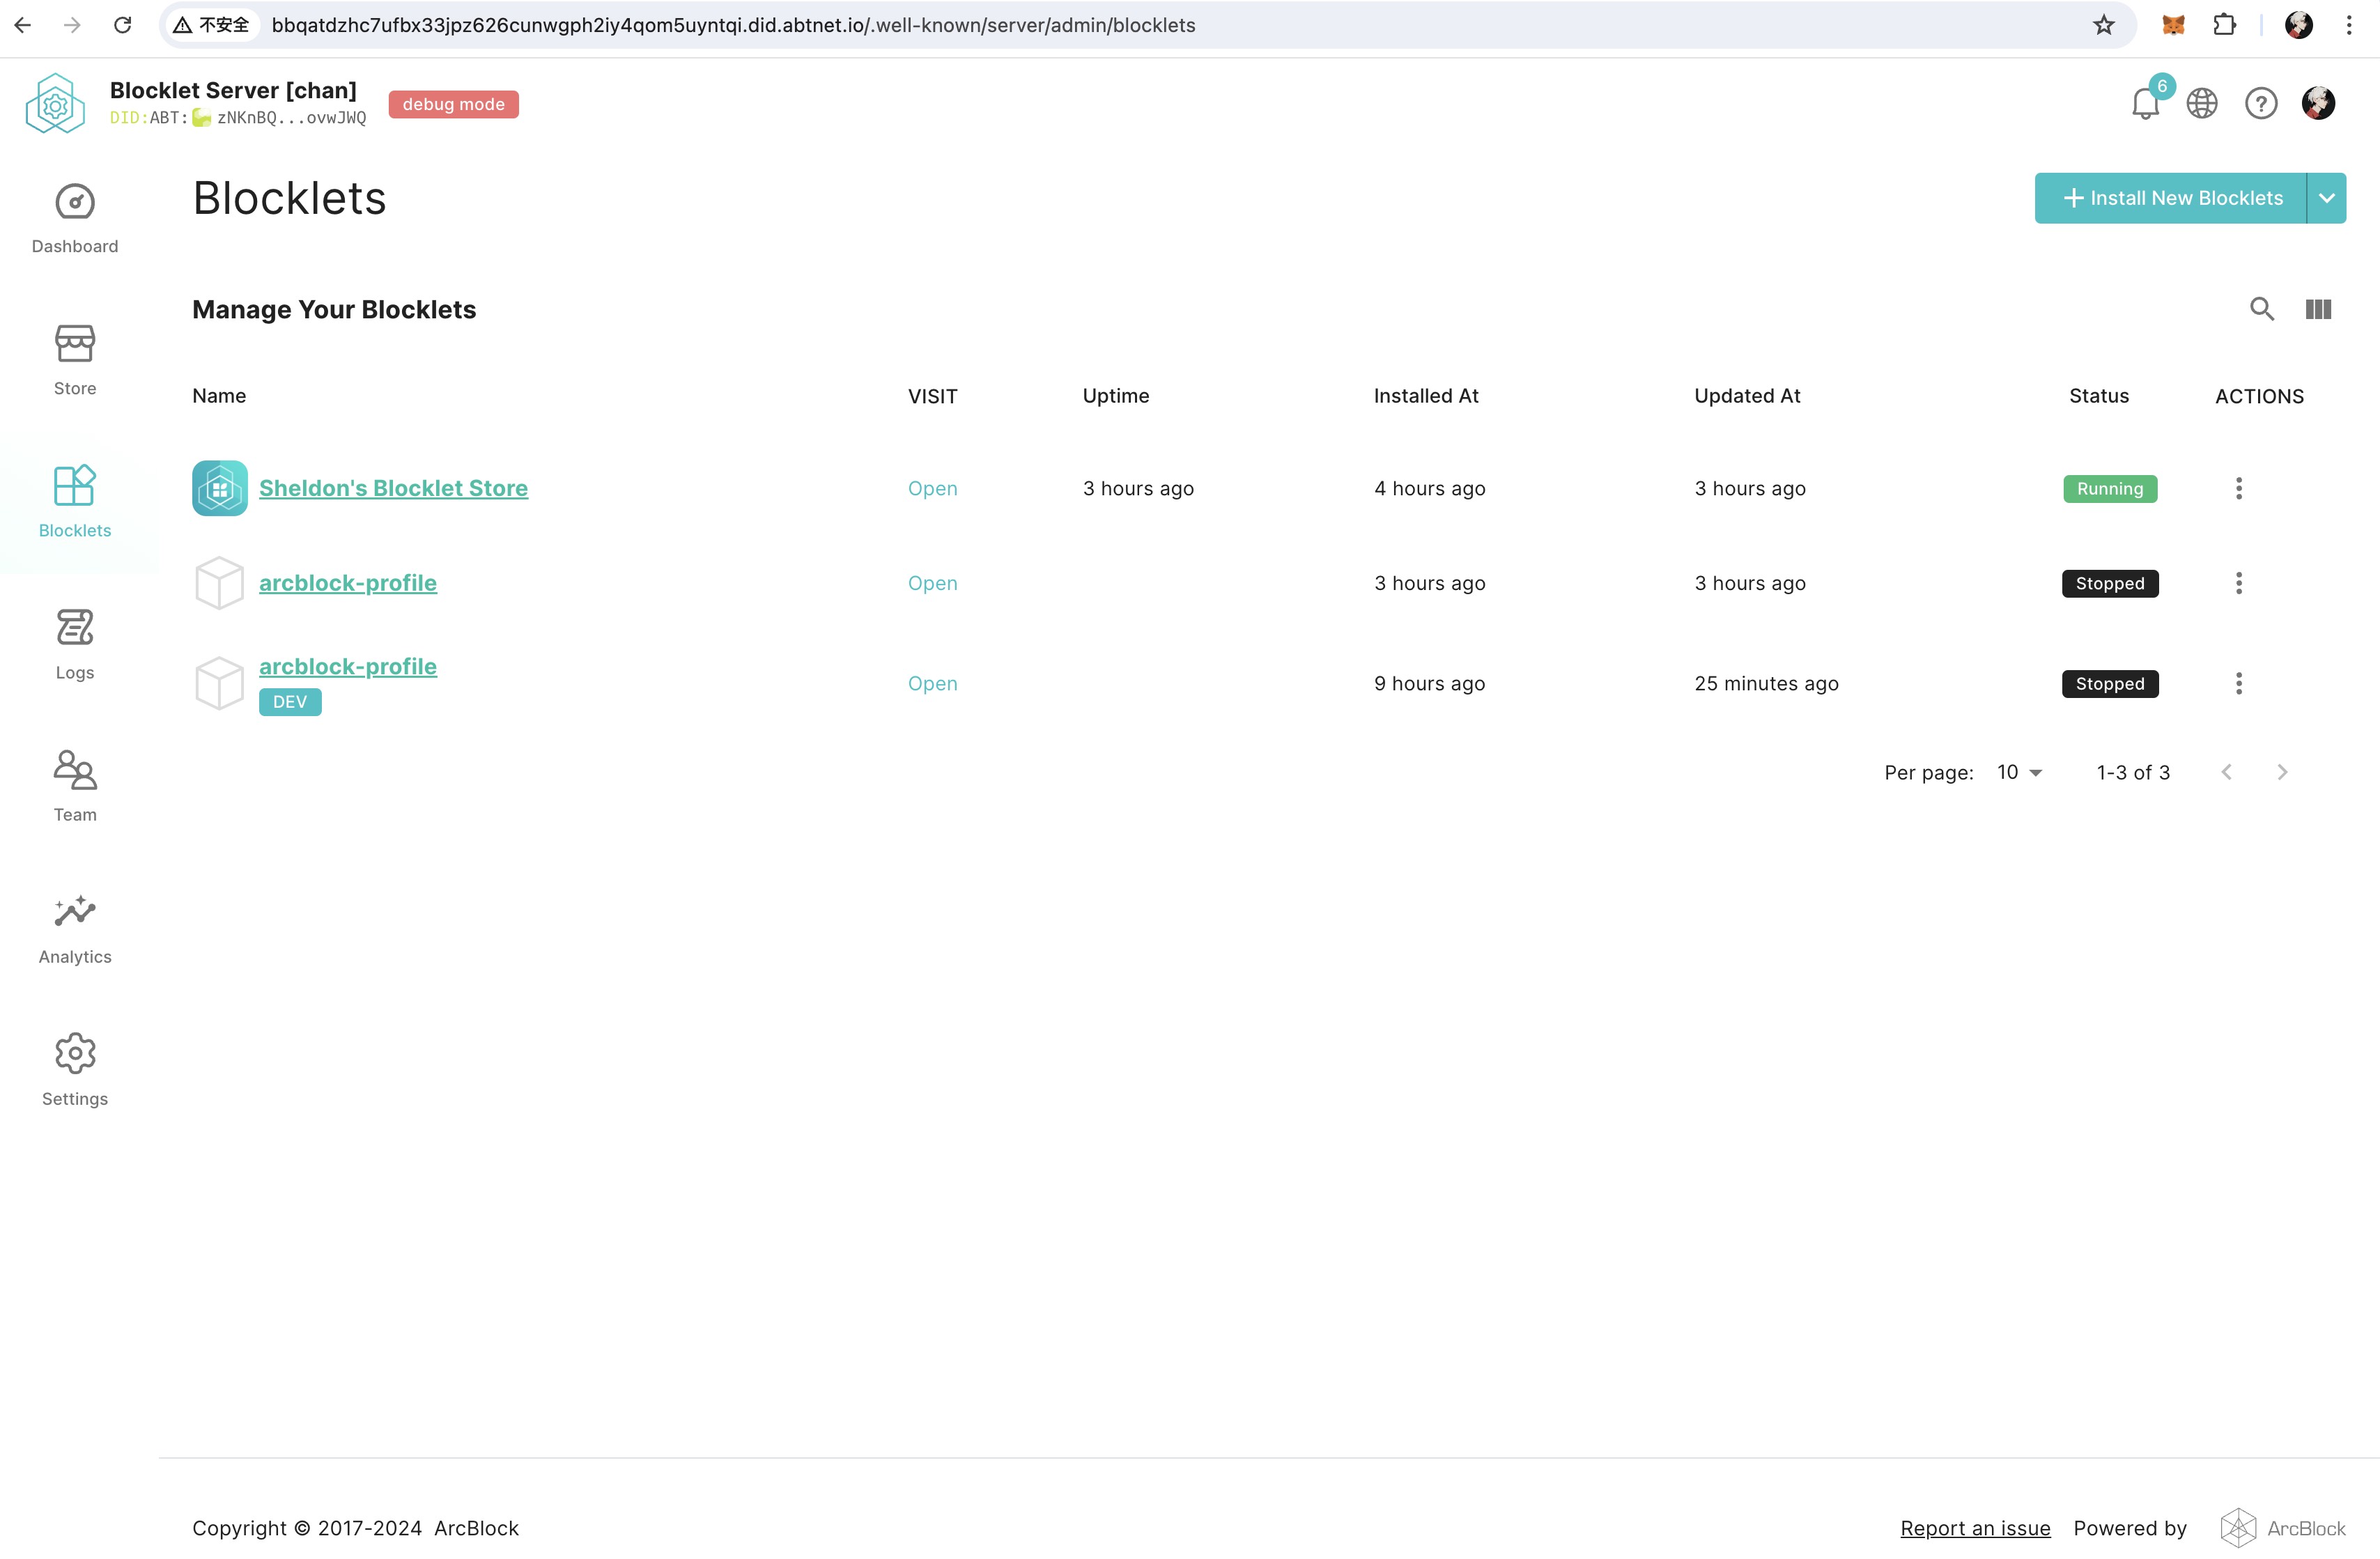 不安全 bbqatdzhc7ufbx33jpz626cunwgph2iy4qom5uyntqi.did.abtnet.io/.well-known/server/admin/blocklets
Blocklet Server [chan]
DID:ABT: zNKnBQ...ovwJWQ
debug mode
6
Dashboard
Store
Blocklets
Logs
Team
Analytics
Settings
Blocklets
Install New Blocklets
Manage Your Blocklets
Name VISIT Uptime Installed At Updated At Status ACTIONS
Sheldon's Blocklet Store Open 3 hours ago 4 hours ago 3 hours ago Running
arcblock-profile Open 3 hours ago 3 hours ago Stopped
arcblock-profile Open 9 hours ago 25 minutes ago Stopped
DEV
Per page: 10 1-3 of 3
Copyright © 2017-2024 ArcBlock
Report an issue Powered by ArcBlock